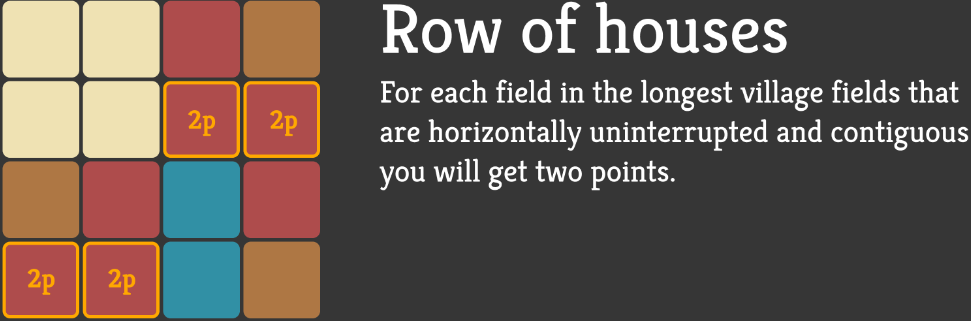 Row of houses
For each field in the longest village fields that
are horizontally uninterrupted and contiguous
you will get two points.
2p 2p
2p 2p